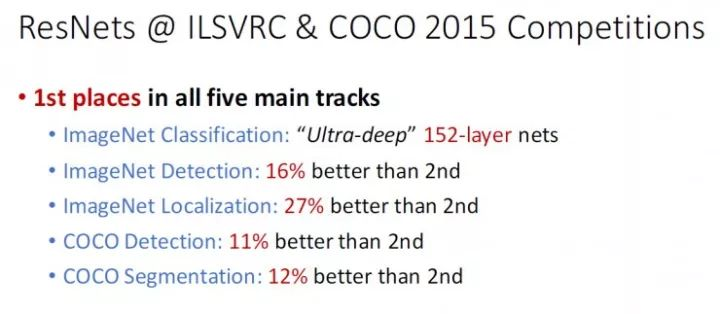 ResNets @ ILSVRC & COCO 2015 Competitions
• 1st places in all five main tracks
• ImageNet Classification: “Ultra-deep” 152-layer nets
• ImageNet Detection: 16% better than 2nd
• ImageNet Localization: 27% better than 2nd
• COCO Detection: 11% better than 2nd
• COCO Segmentation: 12% better than 2nd